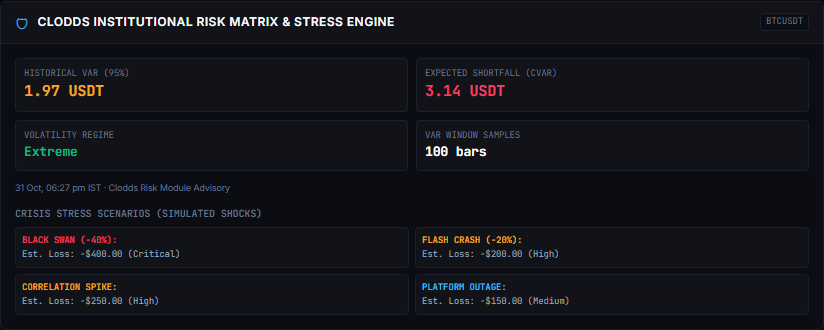 CLODDS INSTITUTIONAL RISK MATRIX & STRESS ENGINE
BTCUSDT
HISTORICAL VAR (95%)
1.97 USDT
EXPECTED SHORTFALL (CVAR)
3.14 USDT
VOLATILITY REGIME
Extreme
VAR WINDOW SAMPLES
100 bars
31 Oct, 06:27 pm IST · Clodds Risk Module Advisory
CRISIS STRESS SCENARIOS (SIMULATED SHOCKS)
BLACK SWAN (-40%):
Est. Loss: -$400.00 (Critical)
FLASH CRASH (-20%):
Est. Loss: -$200.00 (High)
CORRELATION SPIKE:
Est. Loss: -$250.00 (High)
PLATFORM OUTAGE:
Est. Loss: -$150.00 (Medium)